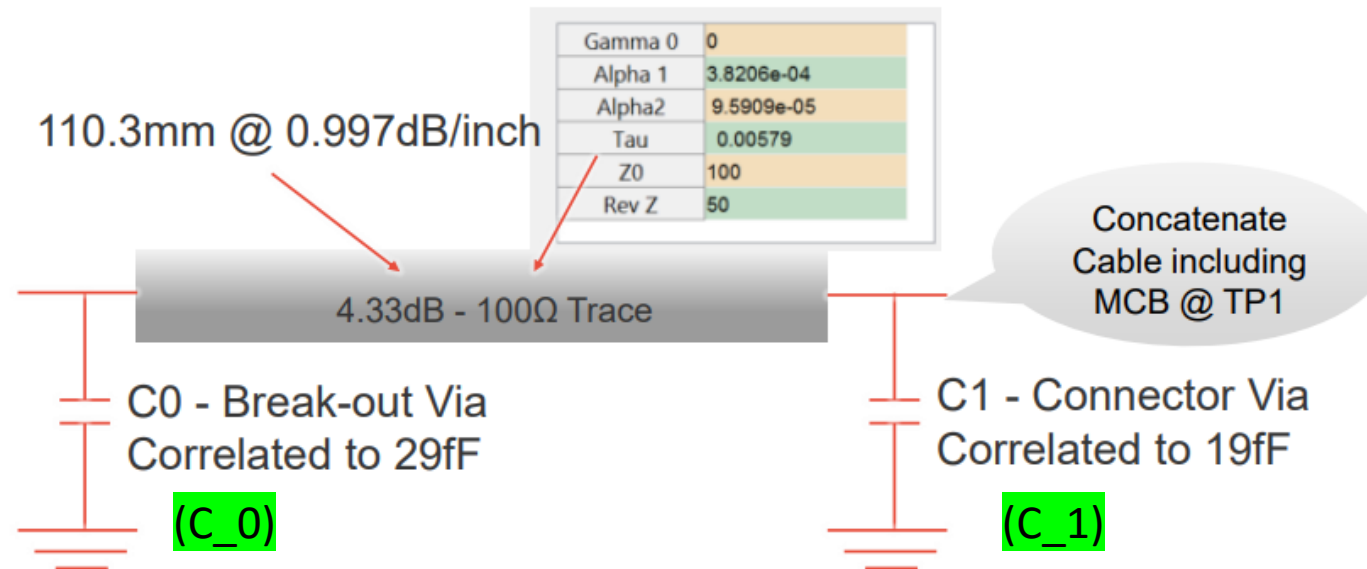 Gamma 0 0
Alpha 1 3.8206e-04
Alpha2 9.5909e-05
Tau 0.00579
Z0 100
Rev Z 50
110.3mm @ 0.997dB/inch
Concatenate
Cable including
MCB @ TP1
4.33dB - 100Ω Trace
C0 - Break-out Via
Correlated to 29fF
(C_0)
C1 - Connector Via
Correlated to 19fF
(C_1)